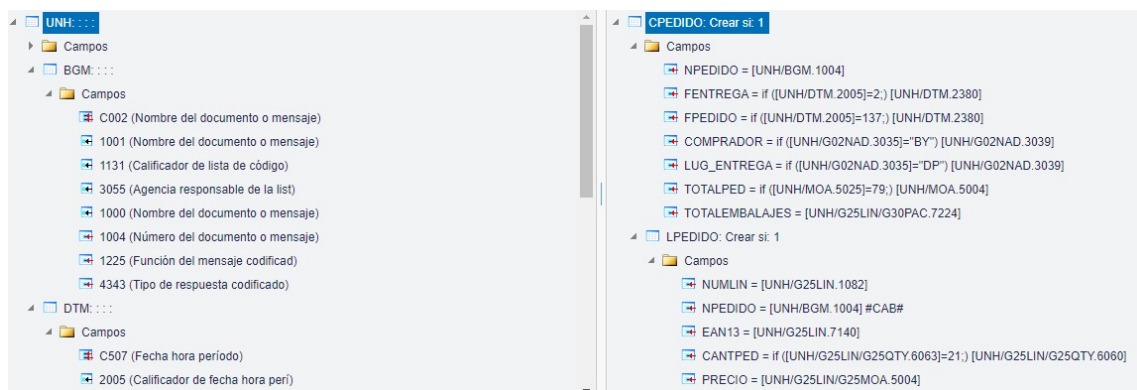 UNH: : : :
Campos
BGM: : : :
Campos
C002 (Nombre del documento o mensaje)
1001 (Nombre del documento o mensaje)
1131 (Calificador de lista de código)
3055 (Agencia responsable de la list)
1000 (Nombre del documento o mensaje)
1004 (Número del documento o mensaje)
1225 (Función del mensaje codificad)
4343 (Tipo de respuesta codificado)
DTM: : : :
Campos
C507 (Fecha hora período)
2005 (Calificador de fecha hora perí)
CPEDIDO: Crear si: 1
Campos
NPEDIDO = [UNH/BGM.1004]
FENTREGA = if ([UNH/DTM.2005]=2;) [UNH/DTM.2380]
FPEDIDO = if ([UNH/DTM.2005]=137;) [UNH/DTM.2380]
COMPRADOR = if ([UNH/G02NAD.3035]="BY") [UNH/G02NAD.3039]
LUG_ENTREGA = if ([UNH/G02NAD.3035]="DP") [UNH/G02NAD.3039]
TOTALPED = if ([UNH/MOA.5025]=79;) [UNH/MOA.5004]
TOTALEMBALAJES = [UNH/G25LIN/G30PAC.7224]
LPEDIDO: Crear si: 1
Campos
NUMLIN = [UNH/G25LIN.1082]
NPEDIDO = [UNH/BGM.1004] #CAB#
EAN13 = [UNH/G25LIN.7140]
CANTPED = if ([UNH/G25LIN/G25QTY.6063]=21;) [UNH/G25LIN/G25QTY.6060]
PRECIO = [UNH/G25LIN/G25MOA.5004]